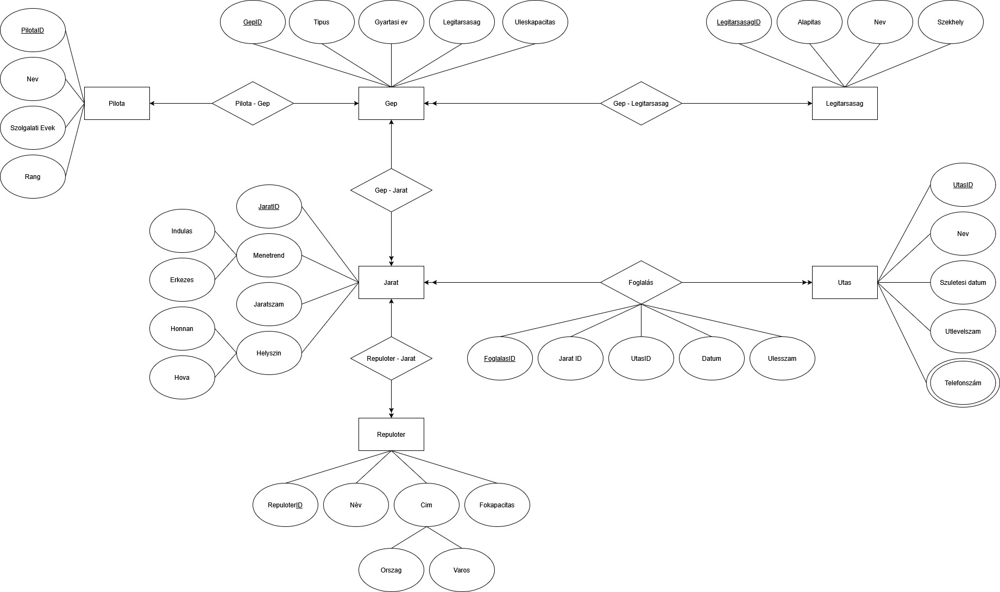 PilotaID
GepID
Tipus
Gyartasi ev
Legitarsasag
Uleskapacitas
LegitarsasagID
Alapitas
Nev
Szekhely
Nev
Szolgalati Evek
Rang
Pilota
Pilota - Gep
Gep
Gep - Legitarsasag
Legitarsasag
Gep - Jarat
JaratID
Indulas
Menetrend
Erkezes
Jaratszam
Honnan
Helyszin
Hova
Jarat
Foglalás
Utas
UtasID
Nev
Szuletesi datum
Utlevelszam
Telefonszám
FoglalasID
Jarat ID
UtasID
Datum
Ulesszam
Repuloter - Jarat
Repuloter
RepuloterID
Név
Cim
Fokapacitas
Orszag
Varos